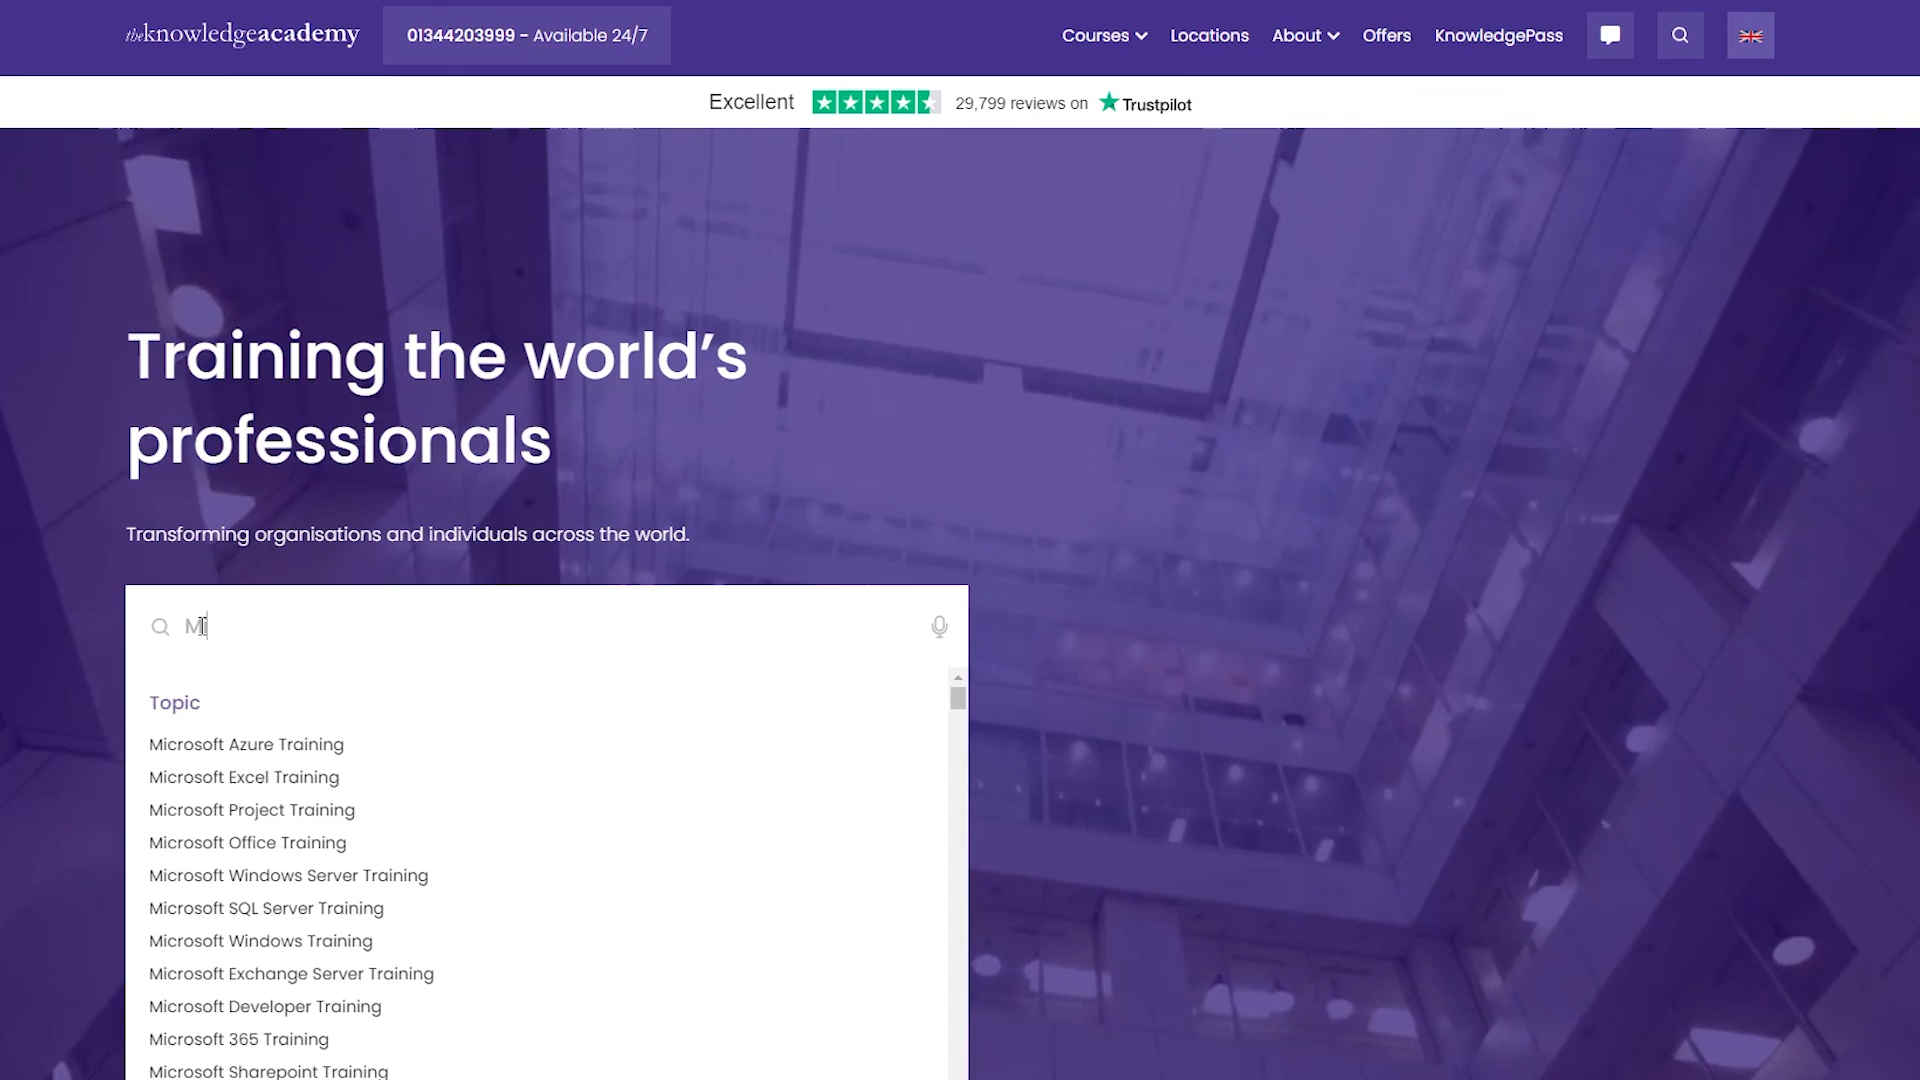 theknowledgeacademy
01344203999 - Available 24/7
Courses
Locations
About
Offers
KnowledgePass
Excellent
29,799 reviews on
Trustpilot
Training the world’s
professionals
Transforming organisations and individuals across the world.
Mi
Topic
Microsoft Azure Training
Microsoft Excel Training
Microsoft Project Training
Microsoft Office Training
Microsoft Windows Server Training
Microsoft SQL Server Training
Microsoft Windows Training
Microsoft Exchange Server Training
Microsoft Developer Training
Microsoft 365 Training
Microsoft Sharepoint Training